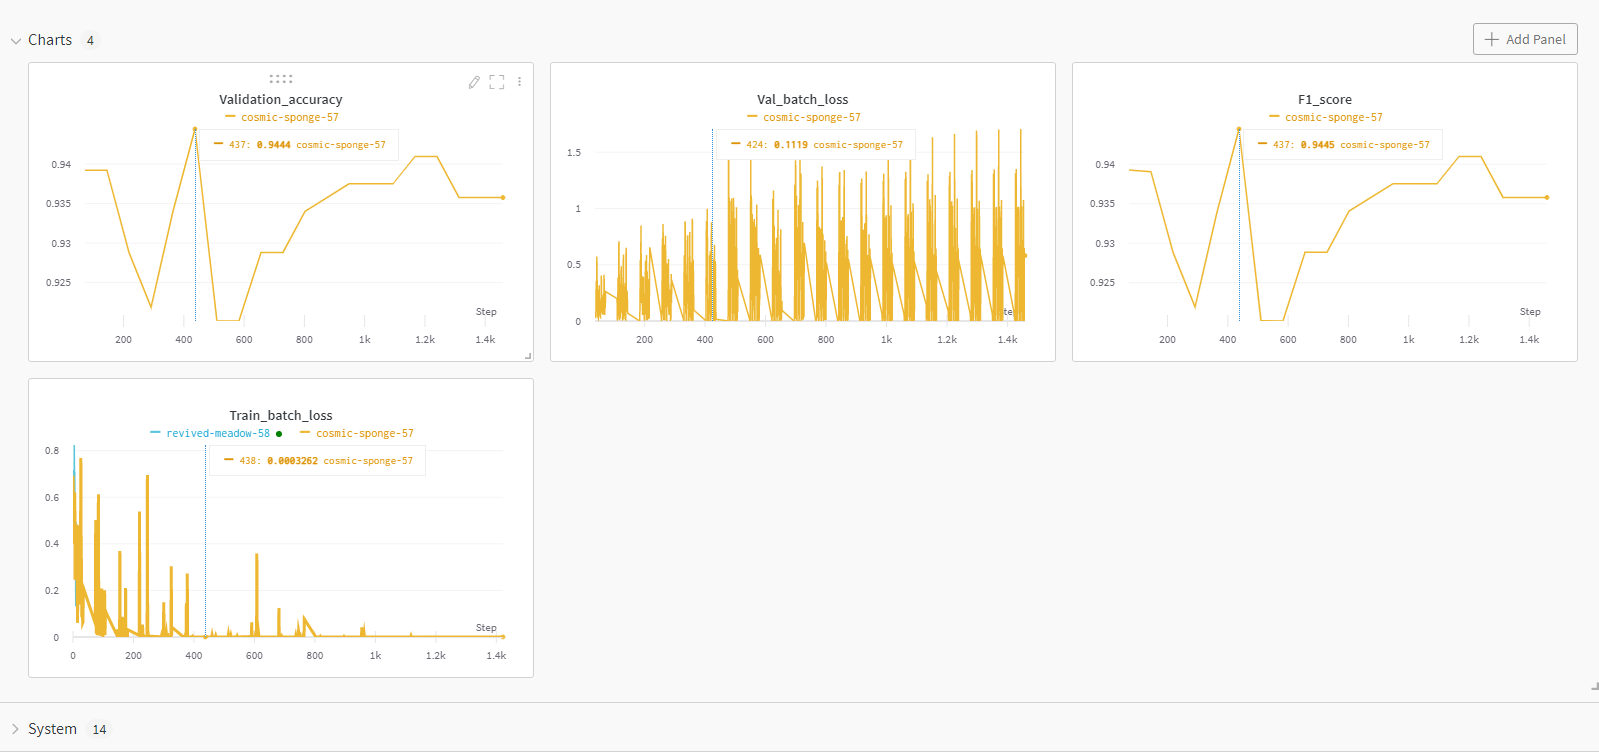 Charts 4
Add Panel
Validation_accuracy
cosmic-sponge-57
437: 0.9444 cosmic-sponge-57
0.94
0.935
0.93
0.925
Step
200 400 600 800 1k 1.2k 1.4k
Val_batch_loss
cosmic-sponge-57
424: 0.1119 cosmic-sponge-57
1.5
1
0.5
0
200 400 600 800 1k 1.2k 1.4k
F1_score
cosmic-sponge-57
437: 0.9445 cosmic-sponge-57
0.94
0.935
0.93
0.925
Step
200 400 600 800 1k 1.2k 1.4k
Train_batch_loss
revived-meadow-58 cosmic-sponge-57
438: 0.0003262 cosmic-sponge-57
0.8
0.6
0.4
0.2
0
Step
0 200 400 600 800 1k 1.2k 1.4k
System 14